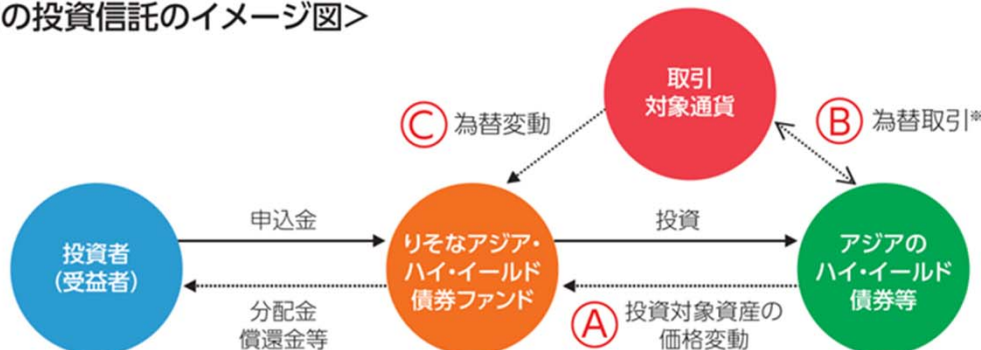 の投資信託のイメージ図>
取引
対象通貨
Ⓒ 為替変動
Ⓑ 為替取引※
申込金
投資
投資者
(受益者)
りそなアジア・
ハイ・イールド
債券ファンド
アジアの
ハイ・イールド
債券等
分配金
償還金等
Ⓐ 投資対象資産の
価格変動